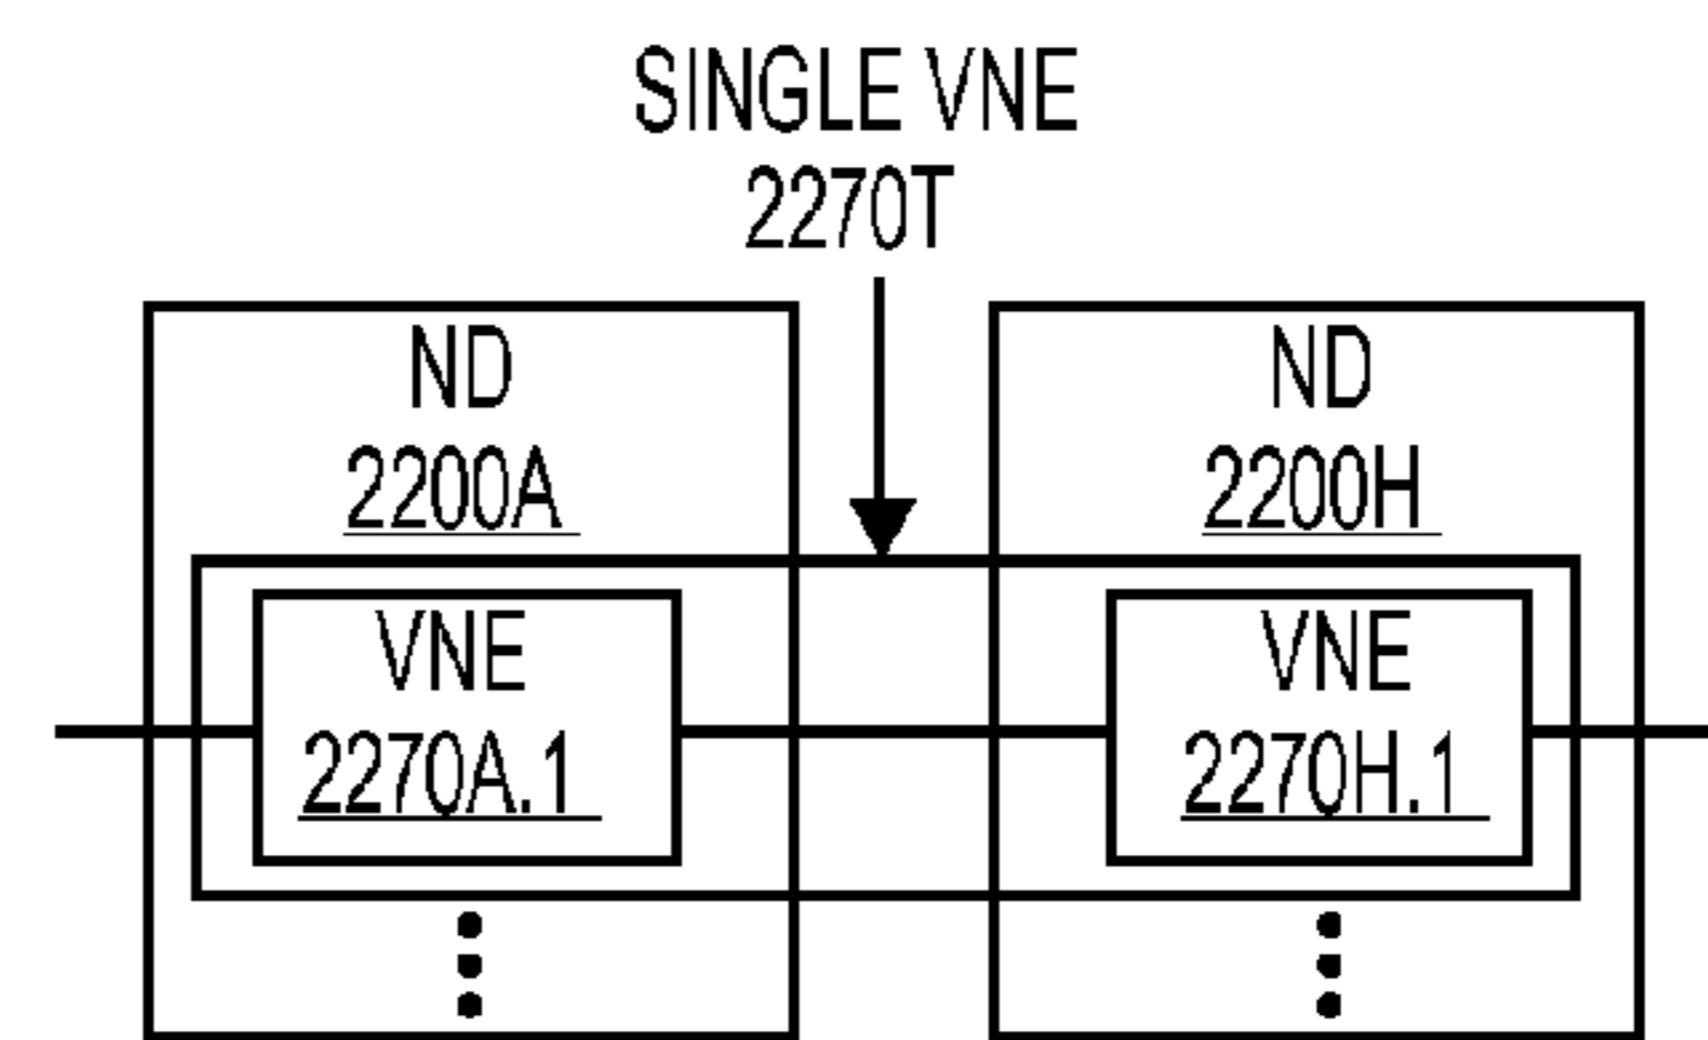 SINGLE VNE
2270T
ND
2200A
ND
2200H
VNE
2270A.1
VNE
2270H.1